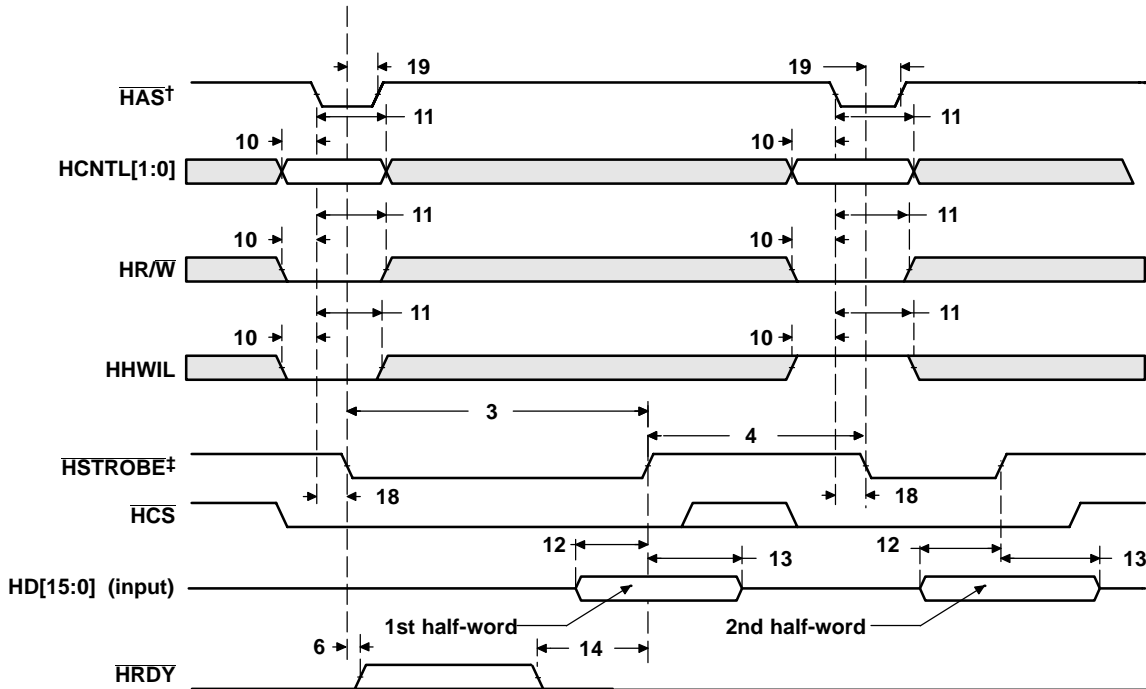 19 19
HAS†
11 11
10 10
HCNTL[1:0]
11 11
10 10
HR/W
11 11
10 10
HHWIL
3
4
HSTROBE‡
18 18
HCS
12 12
13 13
HD[15:0] (input)
1st half-word 2nd half-word
6 14
HRDY